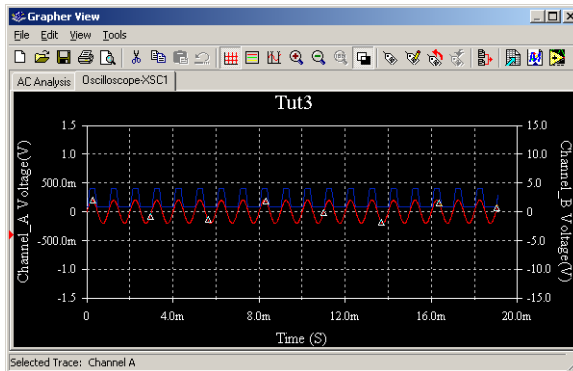 Grapher View
File Edit View Tools
AC Analysis Oscilloscope-XSC1
Tut3
1.5
1.0
500.0m
0
-500.0m
-1.0
-1.5
Channel_A Voltage(V)
15.0
10.0
5.0
0
-5.0
-10.0
-15.0
Channel_B Voltage(V)
0 4.0m 8.0m 12.0m 16.0m 20.0m
Time (S)
Selected Trace: Channel A